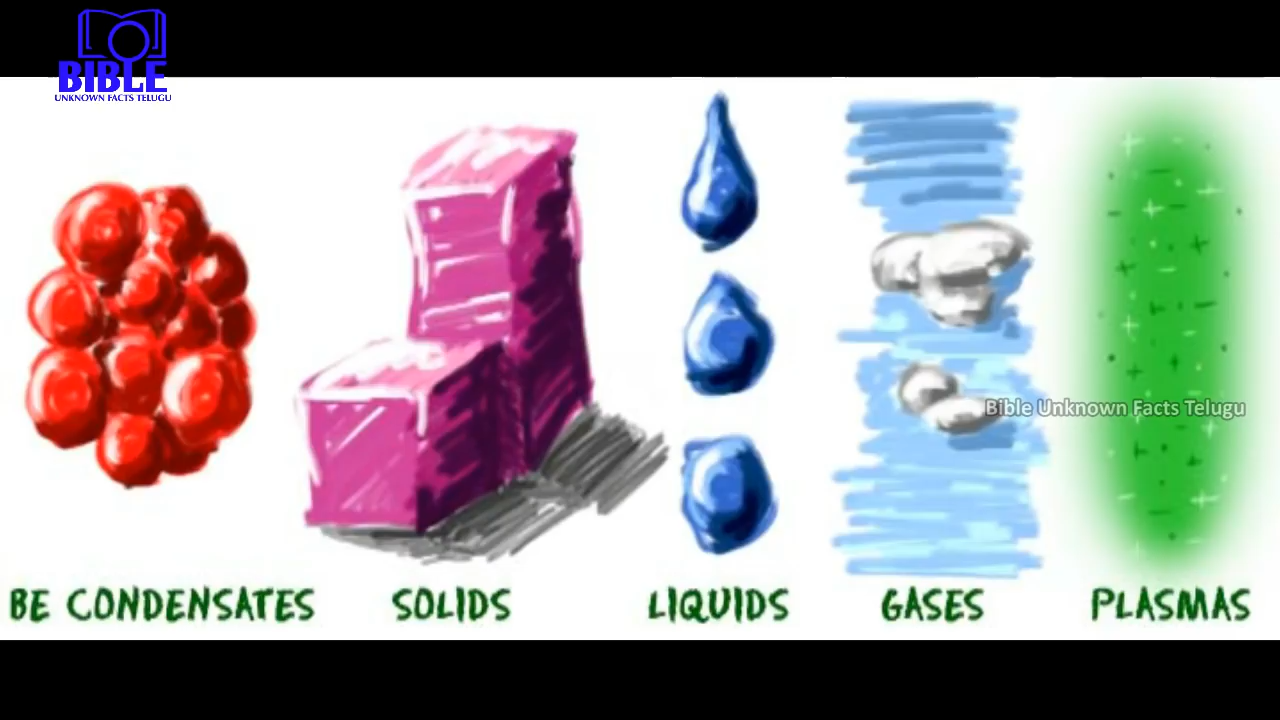 BIBLE
UNKNOWN FACTS TELUGU
Bible Unknown Facts Telugu
BE CONDENSATES SOLIDS LIQUIDS GASES PLASMAS